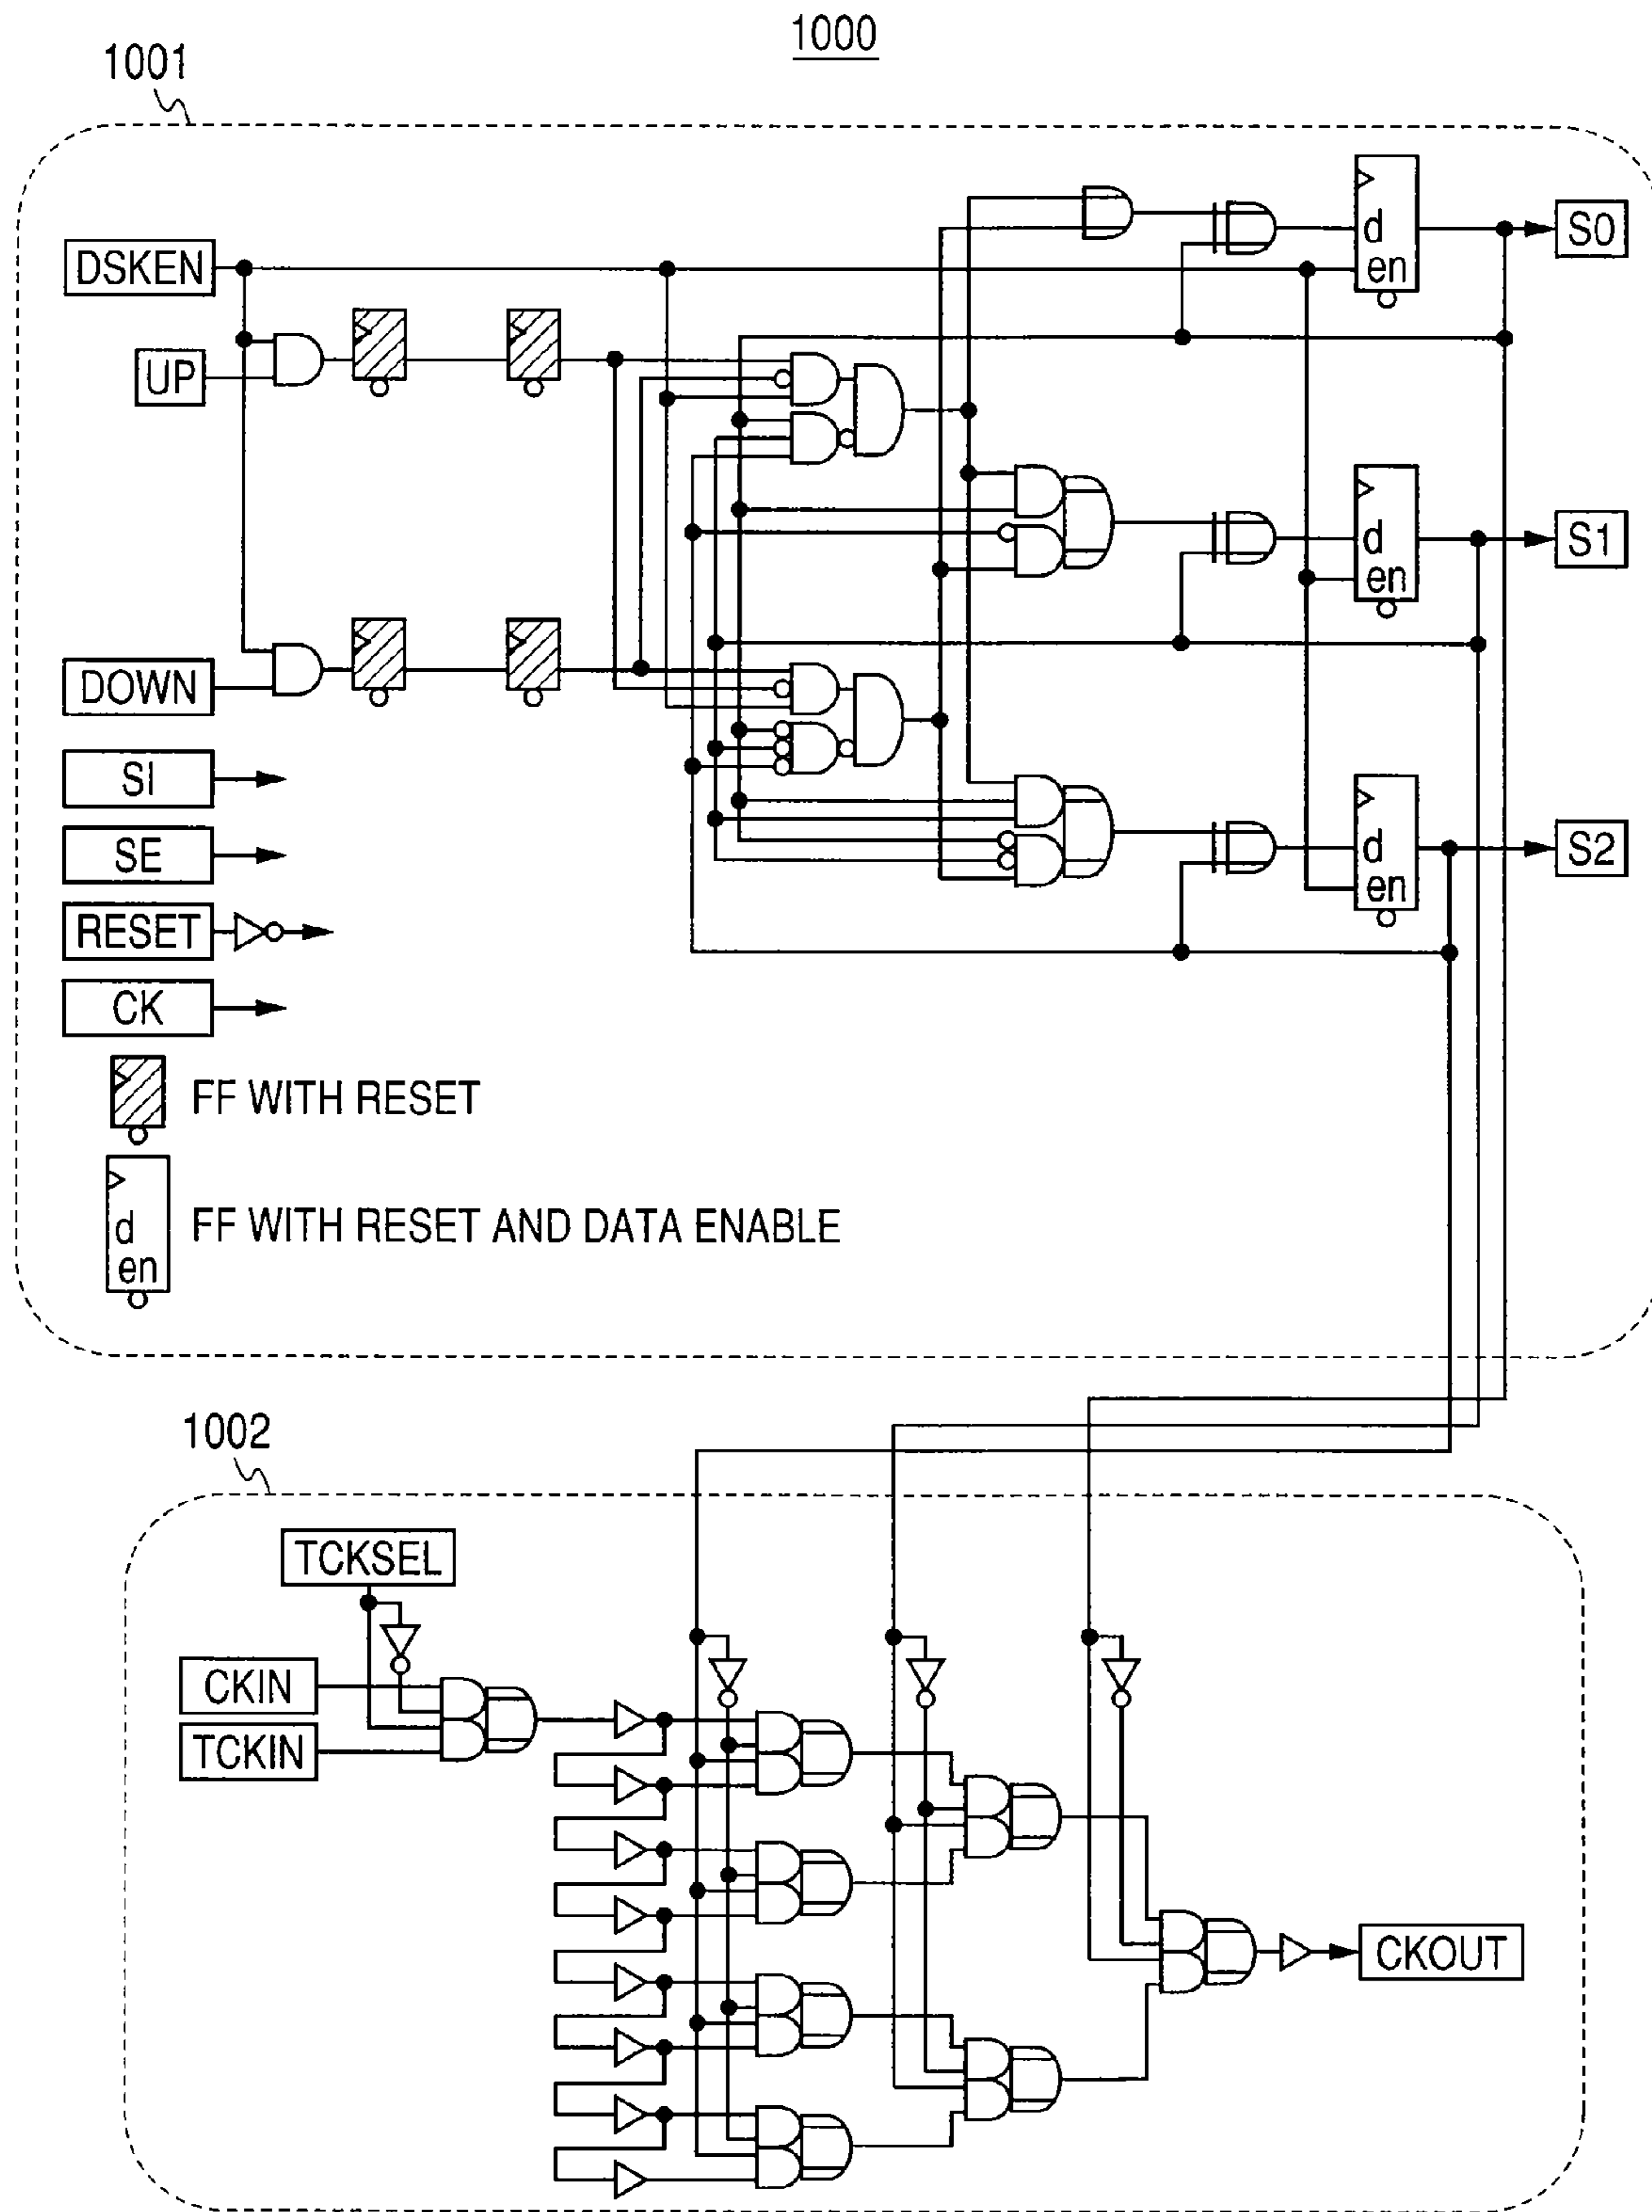 1000
1001
DSKEN
UP
DOWN
SI
SE
RESET
CK
d
en
S0
d
en
S1
d
en
S2
FF WITH RESET
d
en
FF WITH RESET AND DATA ENABLE
1002
TCKSEL
CKIN
TCKIN
CKOUT